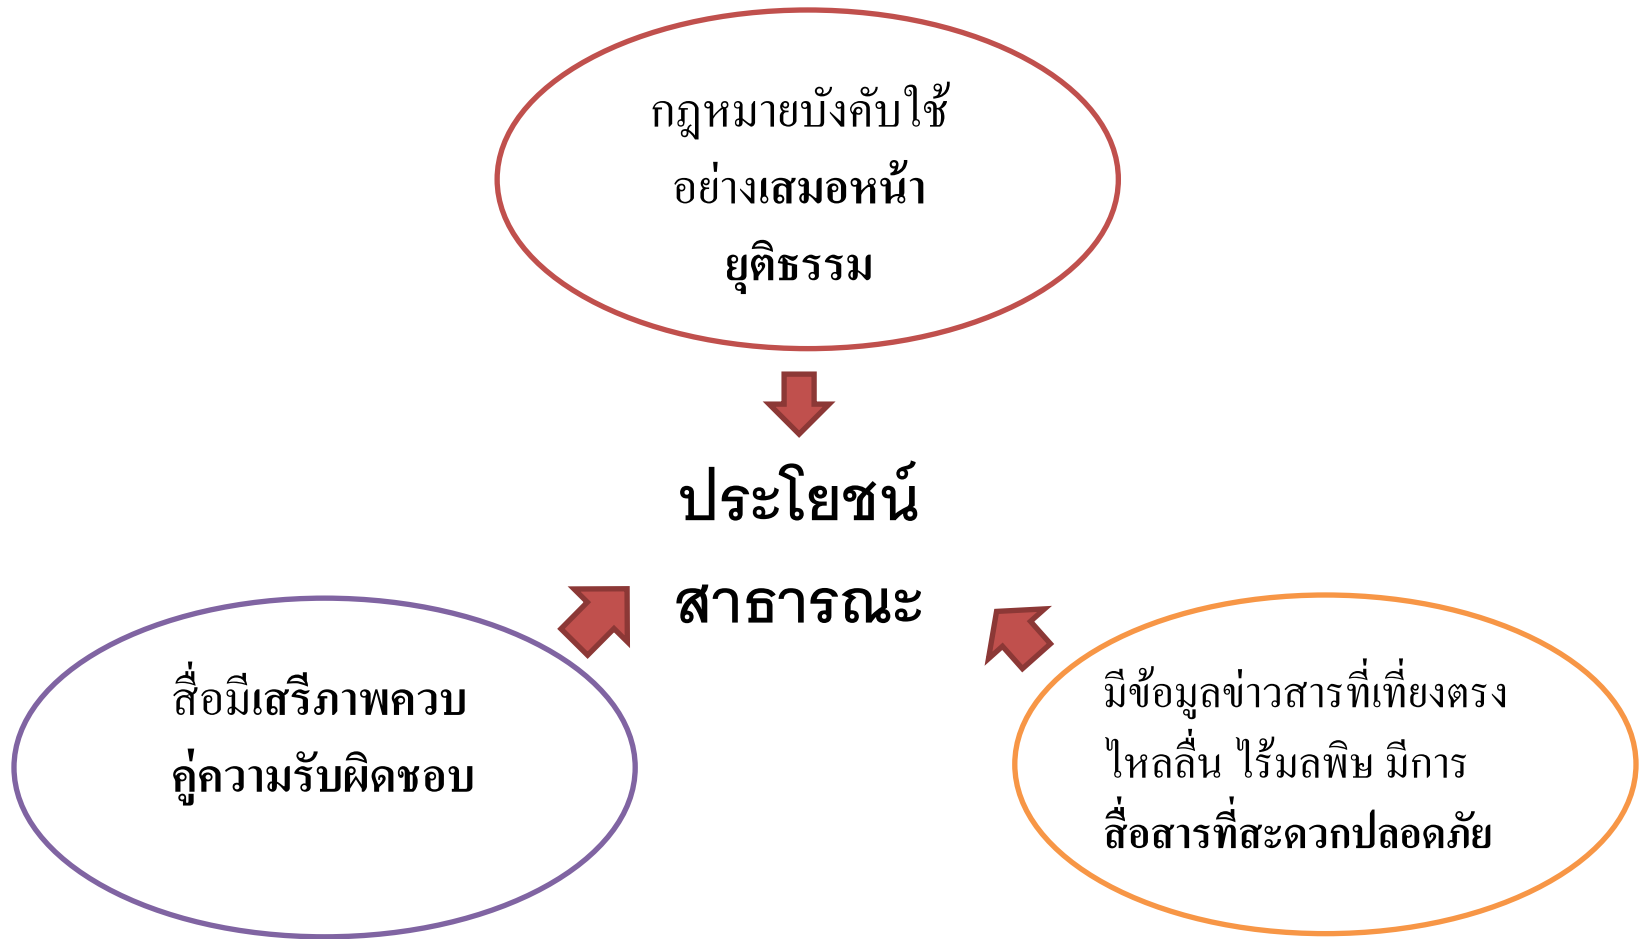 กฎหมายบังคับใช้
อย่างเสมอหน้า
ยุติธรรม
ประโยชน์
สาธารณะ
สื่อมีเสรีภาพควบ
คู่ความรับผิดชอบ
มีข้อมูลข่าวสารที่เที่ยงตรง
ไหลลื่น ไร้มลพิษ มีการ
สื่อสารที่สะดวกปลอดภัย